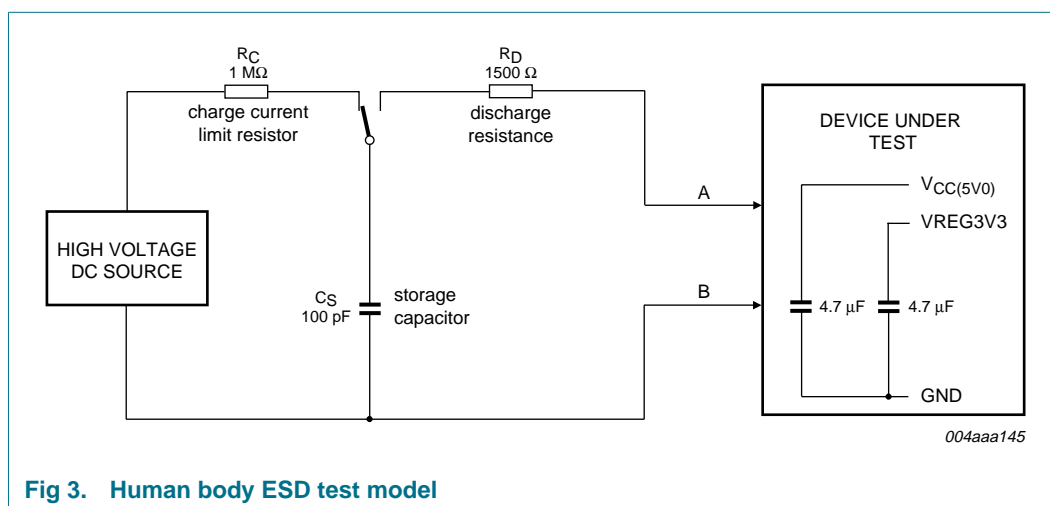 RC
1 MΩ
charge current
limit resistor
RD
1500 Ω
discharge
resistance
HIGH VOLTAGE
DC SOURCE
CS
100 pF
storage
capacitor
A
B
DEVICE UNDER
TEST
VCC(5V0)
VREG3V3
4.7 μF
4.7 μF
GND
004aaa145
Fig 3. Human body ESD test model